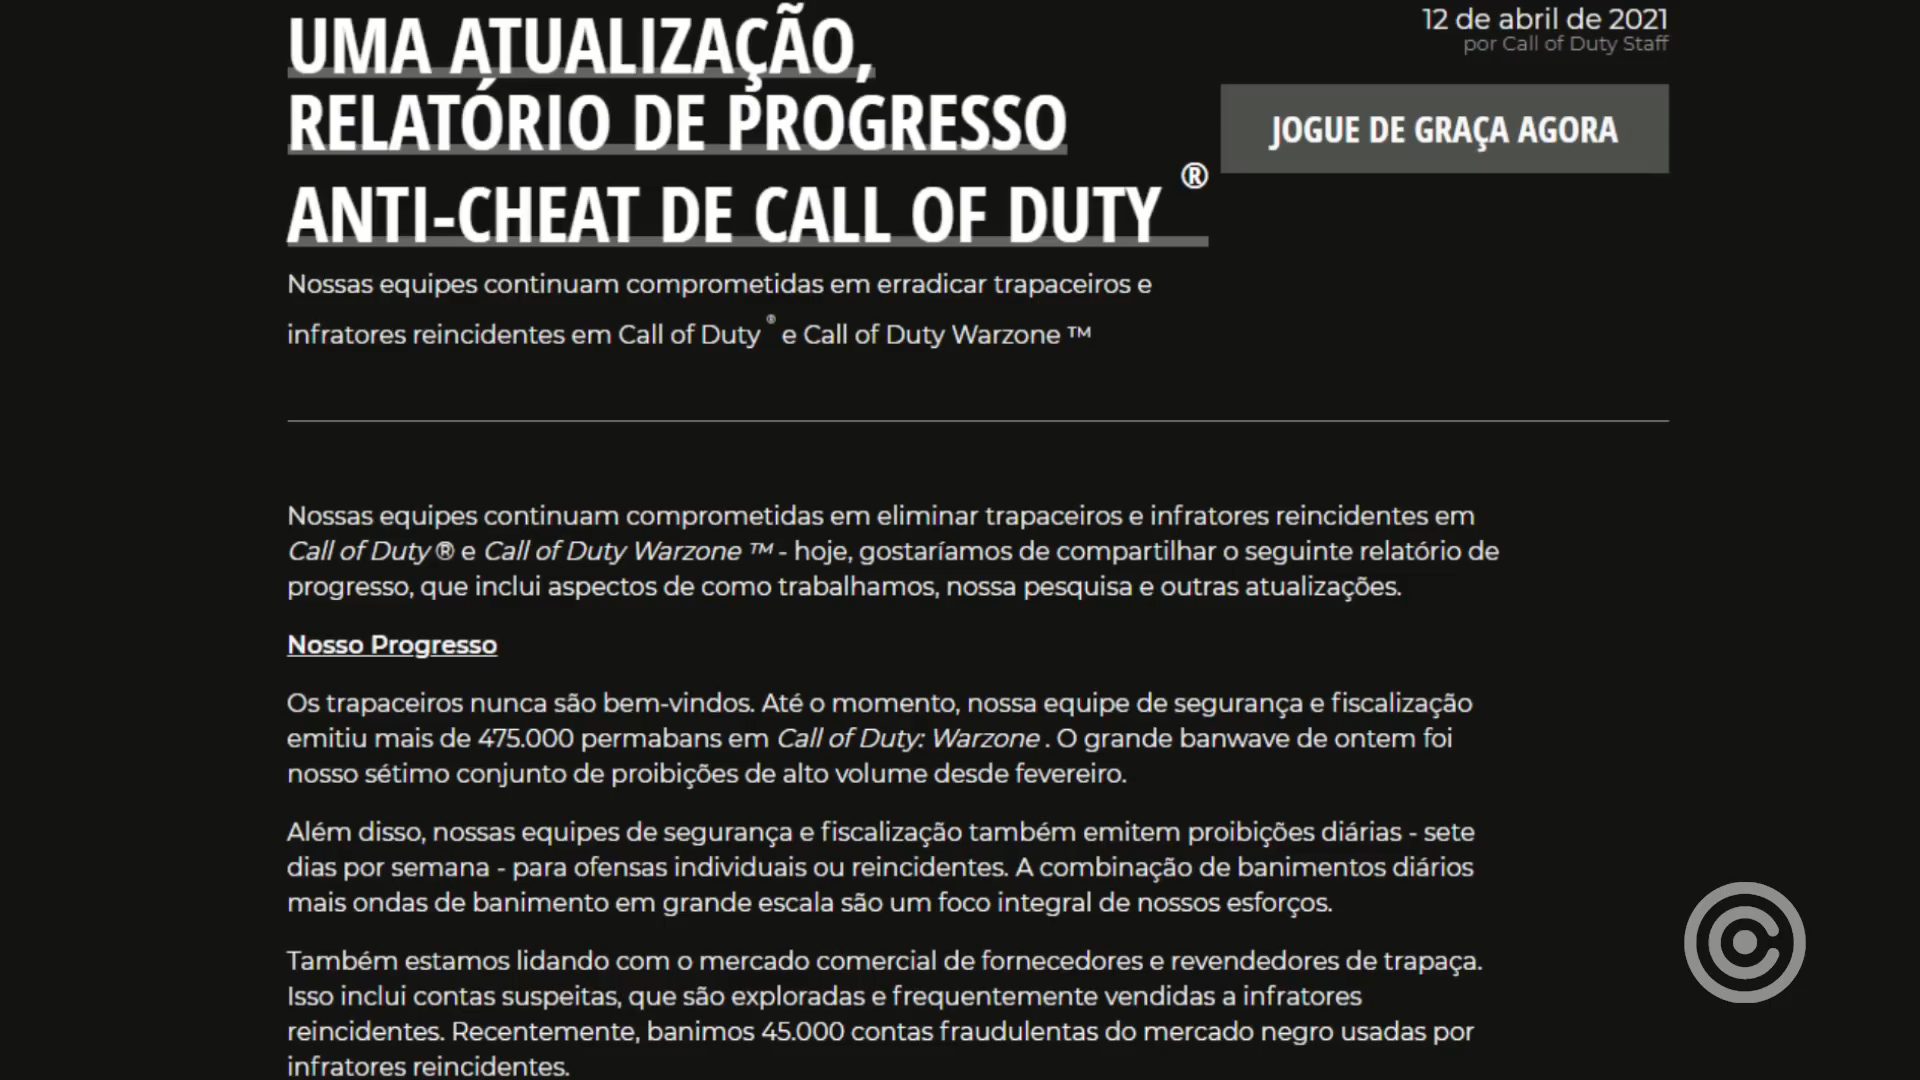 UMA ATUALIZAÇÃO,
RELATÓRIO DE PROGRESSO
ANTI-CHEAT DE CALL OF DUTY ®
12 de abril de 2021
por Call of Duty Staff
JOGUE DE GRAÇA AGORA
Nossas equipes continuam comprometidas em erradicar trapaceiros e
infratores reincidentes em Call of Duty ® e Call of Duty Warzone ™
Nossas equipes continuam comprometidas em eliminar trapaceiros e infratores reincidentes em
Call of Duty ® e Call of Duty Warzone ™ - hoje, gostaríamos de compartilhar o seguinte relatório de
progresso, que inclui aspectos de como trabalhamos, nossa pesquisa e outras atualizações.
Nosso Progresso
Os trapaceiros nunca são bem-vindos. Até o momento, nossa equipe de segurança e fiscalização
emitiu mais de 475.000 permabans em Call of Duty: Warzone . O grande banwave de ontem foi
nosso sétimo conjunto de proibições de alto volume desde fevereiro.
Além disso, nossas equipes de segurança e fiscalização também emitem proibições diárias - sete
dias por semana - para ofensas individuais ou reincidentes. A combinação de banimentos diários
mais ondas de banimento em grande escala são um foco integral de nossos esforços.
Também estamos lidando com o mercado comercial de fornecedores e revendedores de trapaça.
Isso inclui contas suspeitas, que são exploradas e frequentemente vendidas a infratores
reincidentes. Recentemente, banimos 45.000 contas fraudulentas do mercado negro usadas por
infratores reincidentes.